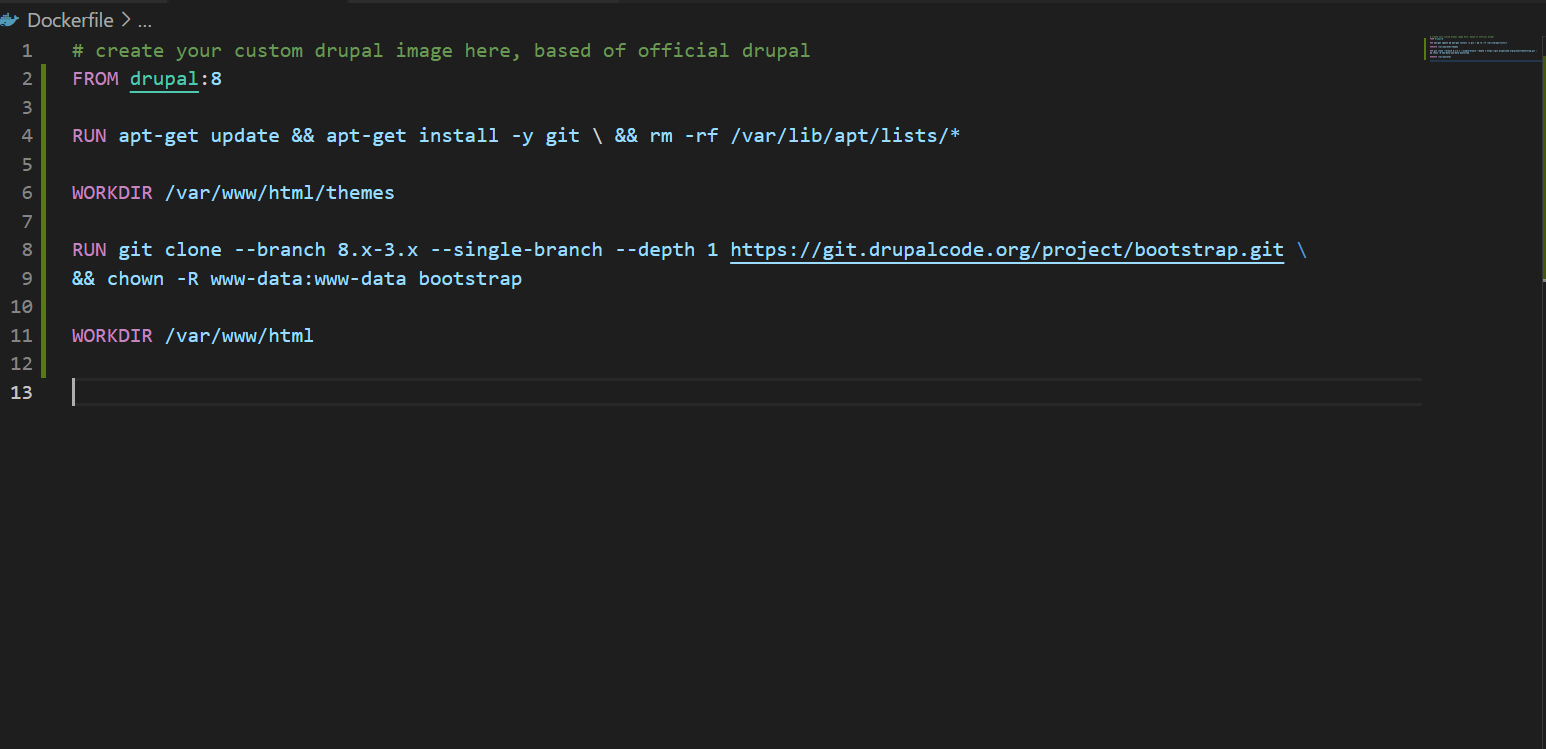 Dockerfile > ...
1 # create your custom drupal image here, based of official drupal
2 FROM drupal:8
3
4 RUN apt-get update && apt-get install -y git \ && rm -rf /var/lib/apt/lists/*
5
6 WORKDIR /var/www/html/themes
7
8 RUN git clone --branch 8.x-3.x --single-branch --depth 1 https://git.drupalcode.org/project/bootstrap.git \
9 && chown -R www-data:www-data bootstrap
10
11 WORKDIR /var/www/html
12
13